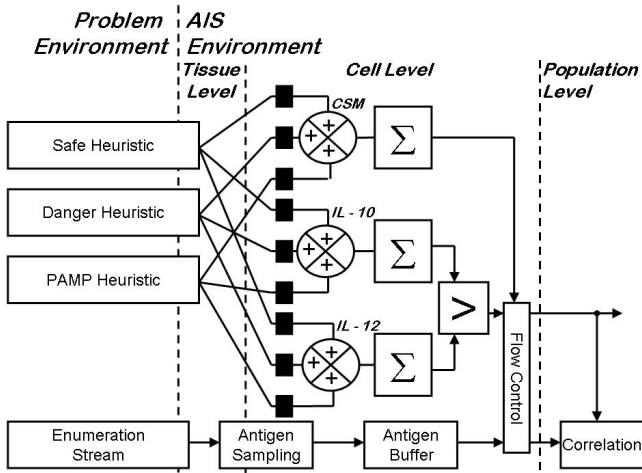 Problem Environment
AIS Environment
Tissue Level
Cell Level
Population Level
Safe Heuristic
Danger Heuristic
PAMP Heuristic
CSM
+ + +
Σ
IL - 10
+ + +
Σ
>
IL - 12
+ + +
Σ
Flow Control
Enumeration Stream
Antigen Sampling
Antigen Buffer
Correlation